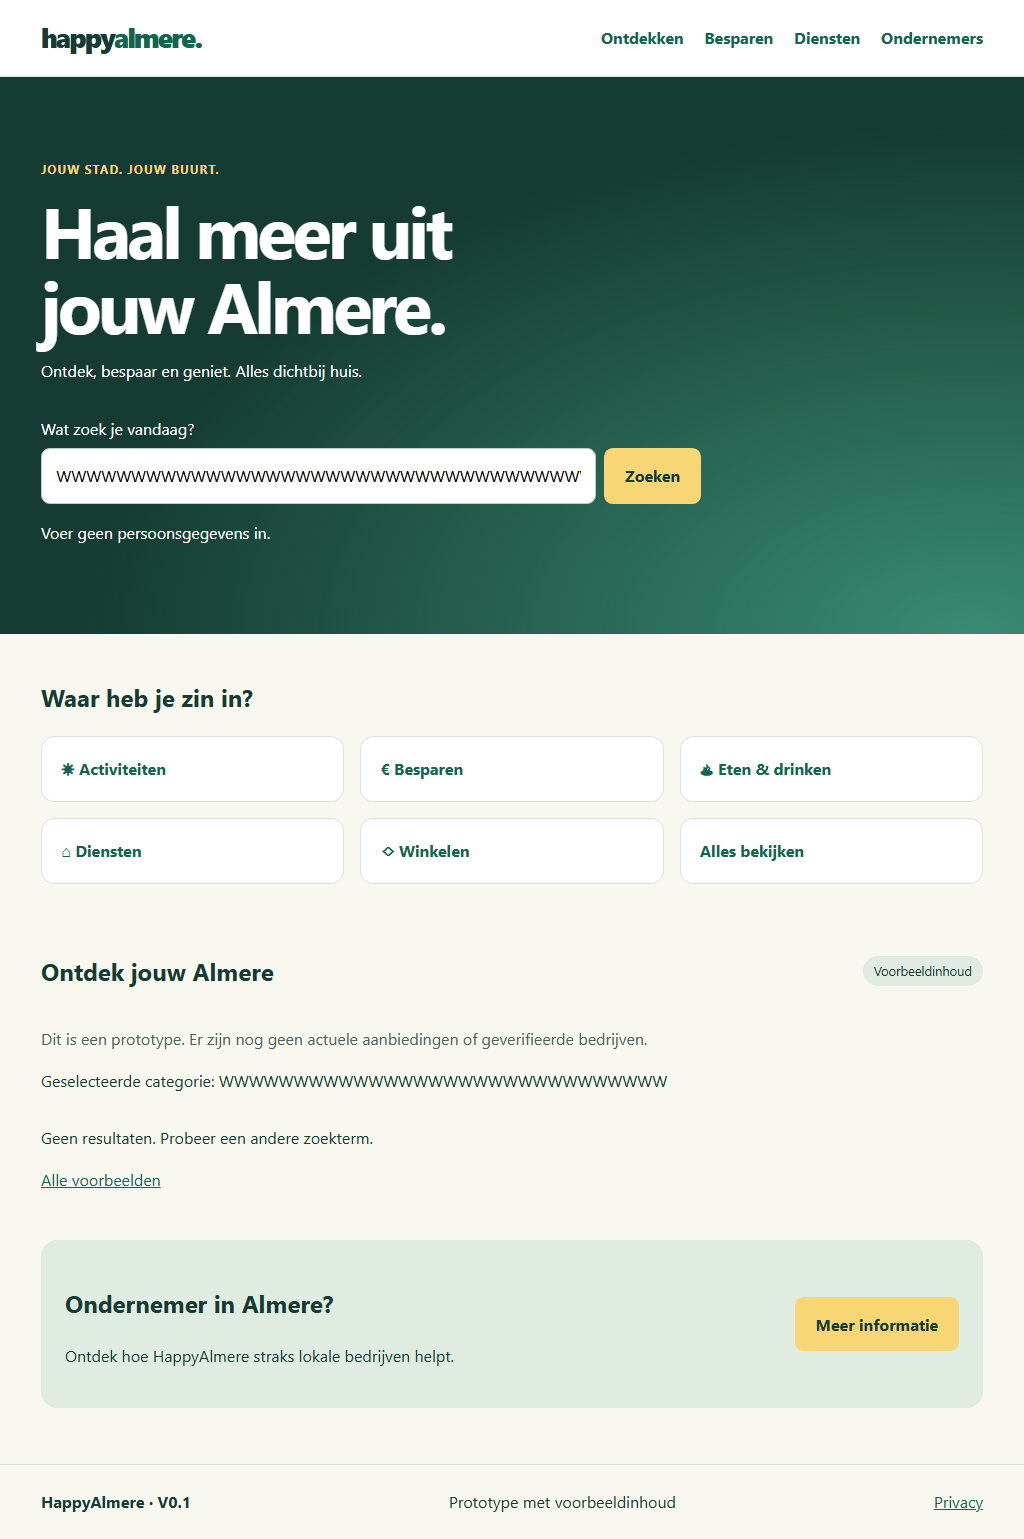 happyalmere.
Ontdekken Besparen Diensten Ondernemers
JOUW STAD. JOUW BUURT.
Haal meer uit
jouw Almere.
Ontdek, bespaar en geniet. Alles dichtbij huis.
Wat zoek je vandaag?
WWWWWWWWWWWWWWWWWWWWWWWWWWWWWWWWWWW
Zoeken
Voer geen persoonsgegevens in.
Waar heb je zin in?
☀ Activiteiten
€ Besparen
♨ Eten & drinken
⌂ Diensten
◇ Winkelen
Alles bekijken
Ontdek jouw Almere
Voorbeeldinhoud
Dit is een prototype. Er zijn nog geen actuele aanbiedingen of geverifieerde bedrijven.
Geselecteerde categorie: WWWWWWWWWWWWWWWWWWWWWWWWWWWWWW
Geen resultaten. Probeer een andere zoekterm.
Alle voorbeelden
Ondernemer in Almere?
Ontdek hoe HappyAlmere straks lokale bedrijven helpt.
Meer informatie
HappyAlmere · V0.1
Prototype met voorbeeldinhoud
Privacy